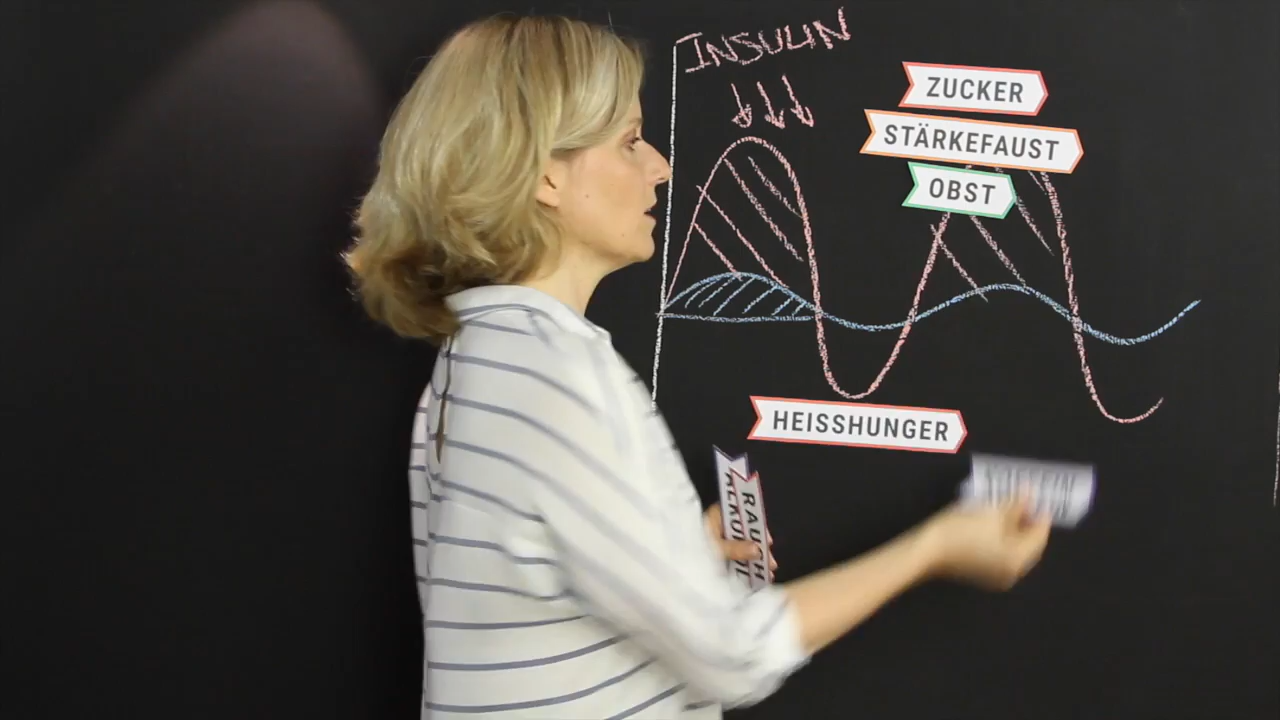 INSULIN
ZUCKER
STÄRKEFAUST
OBST
HEISSHUNGER